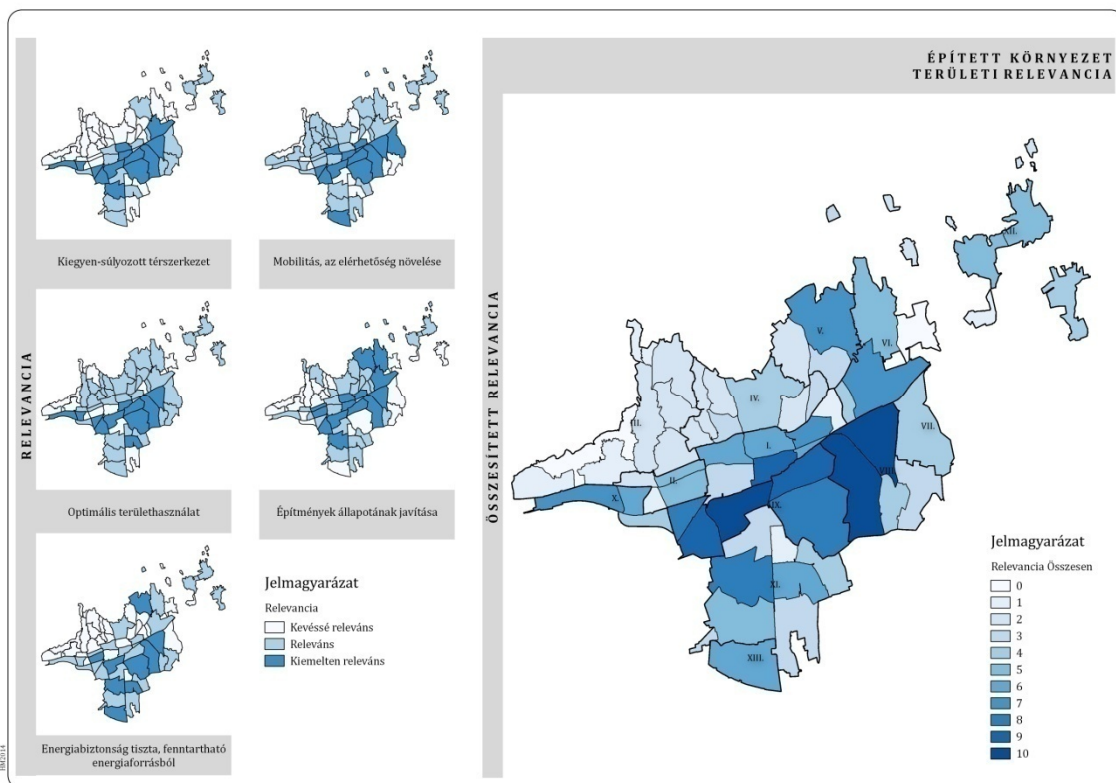 RELEVANCIA
Kiegyen-súlyozott térszerkezet
Mobilitás, az elérhetőség növelése
Optimális területhasználat
Építmények állapotának javítása
Energiabiztonság tiszta, fenntartható
energiaforrásból
Jelmagyarázat
Relevancia
Kevéssé releváns
Releváns
Kiemelten releváns
HM2014
ÖSSZESÍTETT RELEVANCIA
ÉPÍTETT KÖRNYEZET
TERÜLETI RELEVANCIA
XII.
V.
VI.
IV.
III.
VII.
I.
VIII.
II.
X.
IX.
XI.
XIII.
Jelmagyarázat
Relevancia Összesen
0
1
2
3
4
5
6
7
8
9
10